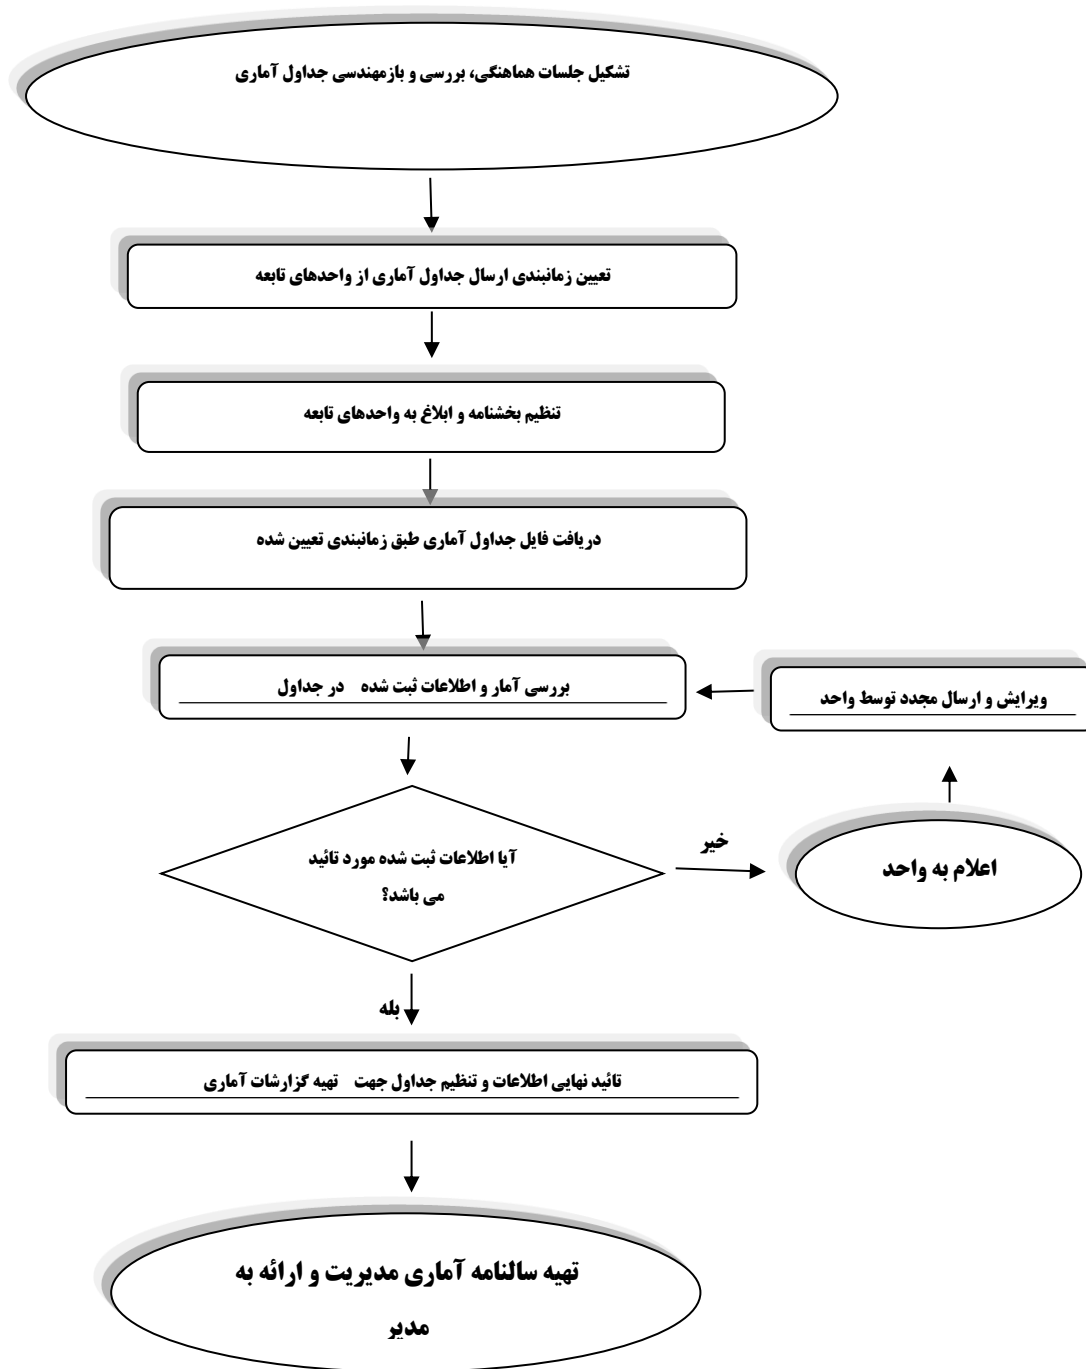 تشکیل جلسات هماهنگی، بررسی و بازمهندسی جداول آماری
تعیین زمانبندی ارسال جداول آماری از واحدهای تابعه
تنظیم بخشنامه و ابلاغ به واحدهای تابعه
دریافت فایل جداول آماری طبق زمانبندی تعیین شده
بررسی آمار و اطلاعات ثبت شده در جداول
ویرایش و ارسال مجدد توسط واحد
آیا اطلاعات ثبت شده مورد تائید
می باشد؟
خیر
اعلام به واحد
بله
تائید نهایی اطلاعات و تنظیم جداول جهت تهیه گزارشات آماری
تهیه سالنامه آماری مدیریت و ارائه به
مدیر